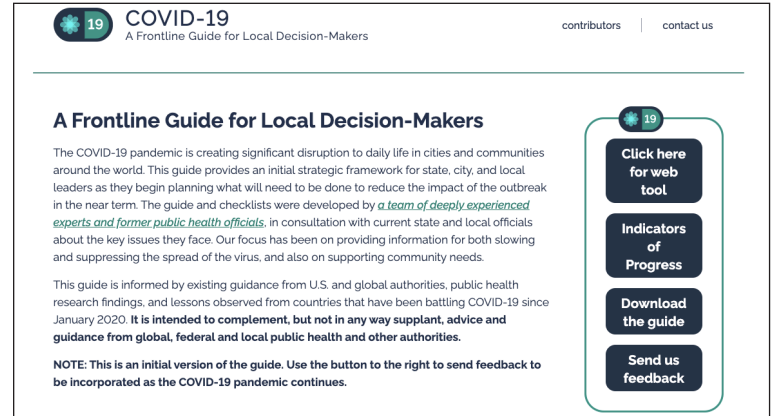 19
COVID-19
A Frontline Guide for Local Decision-Makers
contributors | contact us
A Frontline Guide for Local Decision-Makers
The COVID-19 pandemic is creating significant disruption to daily life in cities and communities
around the world. This guide provides an initial strategic framework for state, city, and local
leaders as they begin planning what will need to be done to reduce the impact of the outbreak
in the near term. The guide and checklists were developed by a team of deeply experienced
experts and former public health officials, in consultation with current state and local officials
about the key issues they face. Our focus has been on providing information for both slowing
and suppressing the spread of the virus, and also on supporting community needs.
This guide is informed by existing guidance from U.S. and global authorities, public health
research findings, and lessons observed from countries that have been battling COVID-19 since
January 2020. It is intended to complement, but not in any way supplant, advice and
guidance from global, federal and local public health and other authorities.
NOTE: This is an initial version of the guide. Use the button to the right to send feedback to
be incorporated as the COVID-19 pandemic continues.
19
Click here
for web
tool
Indicators
of
Progress
Download
the guide
Send us
feedback